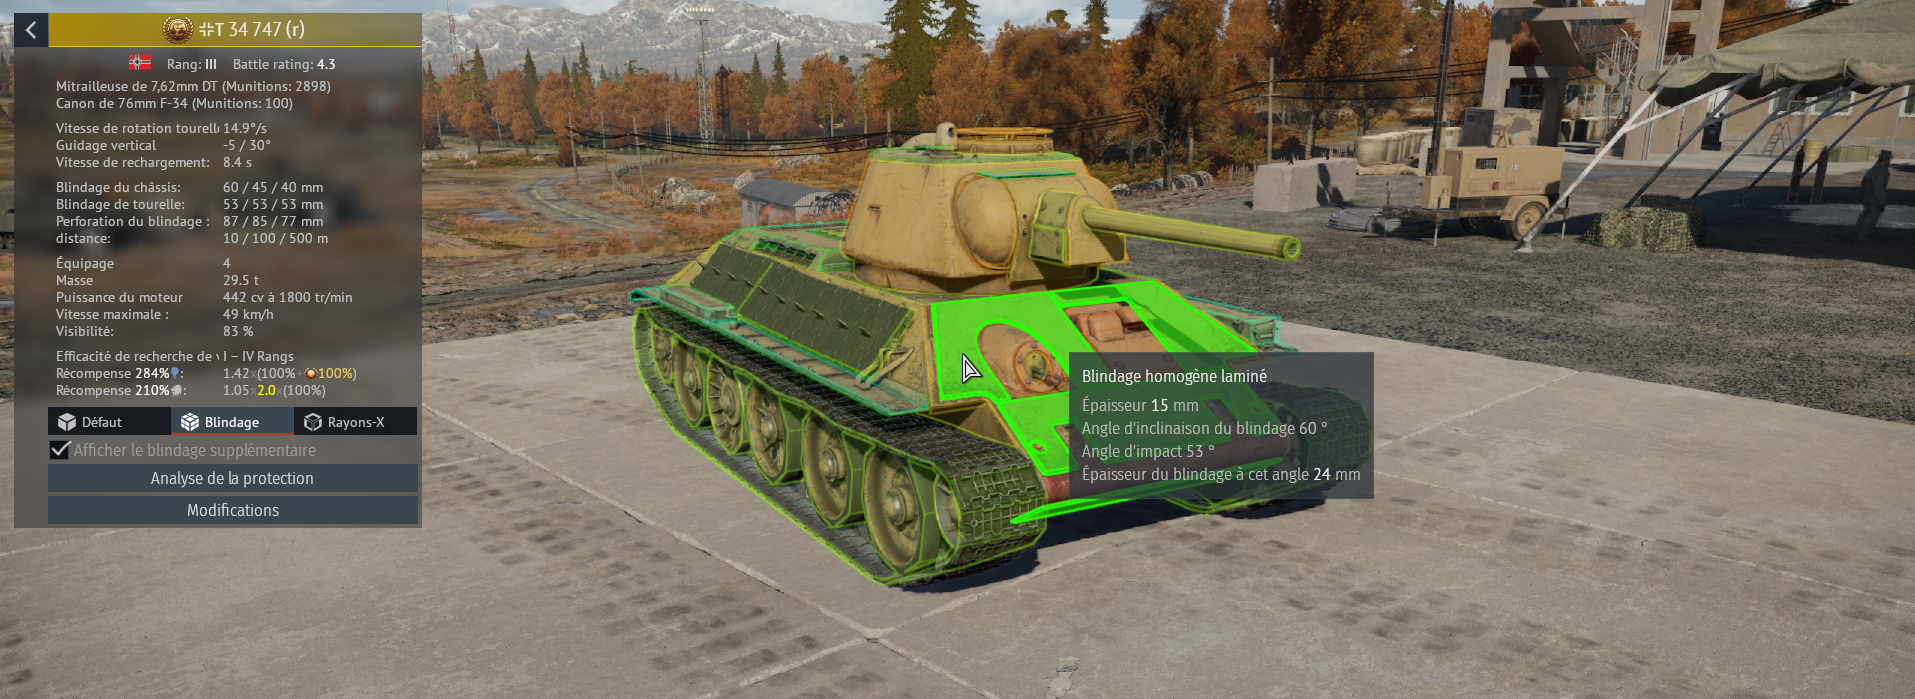 T 34 747 (r)
Rang: III Battle rating: 4.3
Mitrailleuse de 7,62mm DT (Munitions: 2898)
Canon de 76mm F-34 (Munitions: 100)
Vitesse de rotation tourell 14.9°/s
Guidage vertical -5 / 30°
Vitesse de rechargement: 8.4 s
Blindage du châssis: 60 / 45 / 40 mm
Blindage de tourelle: 53 / 53 / 53 mm
Perforation du blindage : 87 / 85 / 77 mm
distance: 10 / 100 / 500 m
Équipage 4
Masse 29.5 t
Puissance du moteur 442 cv à 1800 tr/min
Vitesse maximale : 49 km/h
Visibilité: 83 %
Efficacité de recherche de v I – IV Rangs
Récompense 284%: 1.42x(100%+100%)
Récompense 210%: 1.05x2.0x(100%)
Défaut Blindage Rayons-X
Afficher le blindage supplémentaire
Analyse de la protection
Modifications
Blindage homogène laminé
Épaisseur 15 mm
Angle d'inclinaison du blindage 60 °
Angle d'impact 53 °
Épaisseur du blindage à cet angle 24 mm